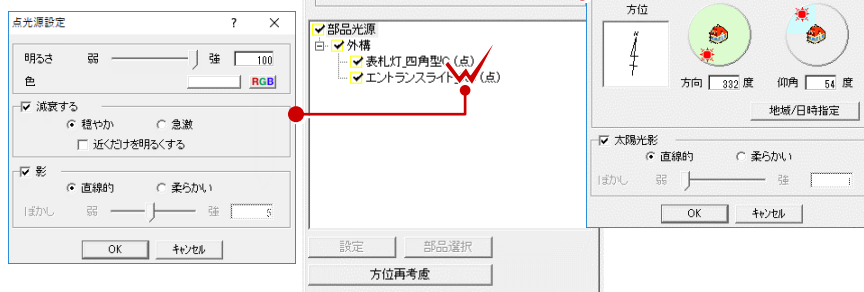 点光源設定
? ×
明るさ 弱 強 100
色 RGB
減衰する
穏やか 急激
近くだけを明るくする
影
直線的 柔らかい
ぼかし 弱 強 5
OK キャンセル
部品光源
外構
表札灯_四角型C (点)
エントランスライト (点)
設定 部品選択
方位再考慮
方位
方向 332 度 仰角 54 度
地域/日時指定
太陽光影
直線的 柔らかい
ぼかし 弱 強 1
OK キャンセル